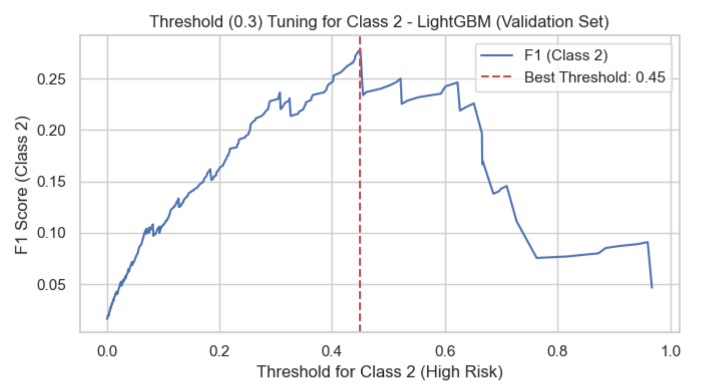 Threshold (0.3) Tuning for Class 2 - LightGBM (Validation Set)
F1 (Class 2)
Best Threshold: 0.45
F1 Score (Class 2)
0.25
0.20
0.15
0.10
0.05
0.0 0.2 0.4 0.6 0.8 1.0
Threshold for Class 2 (High Risk)